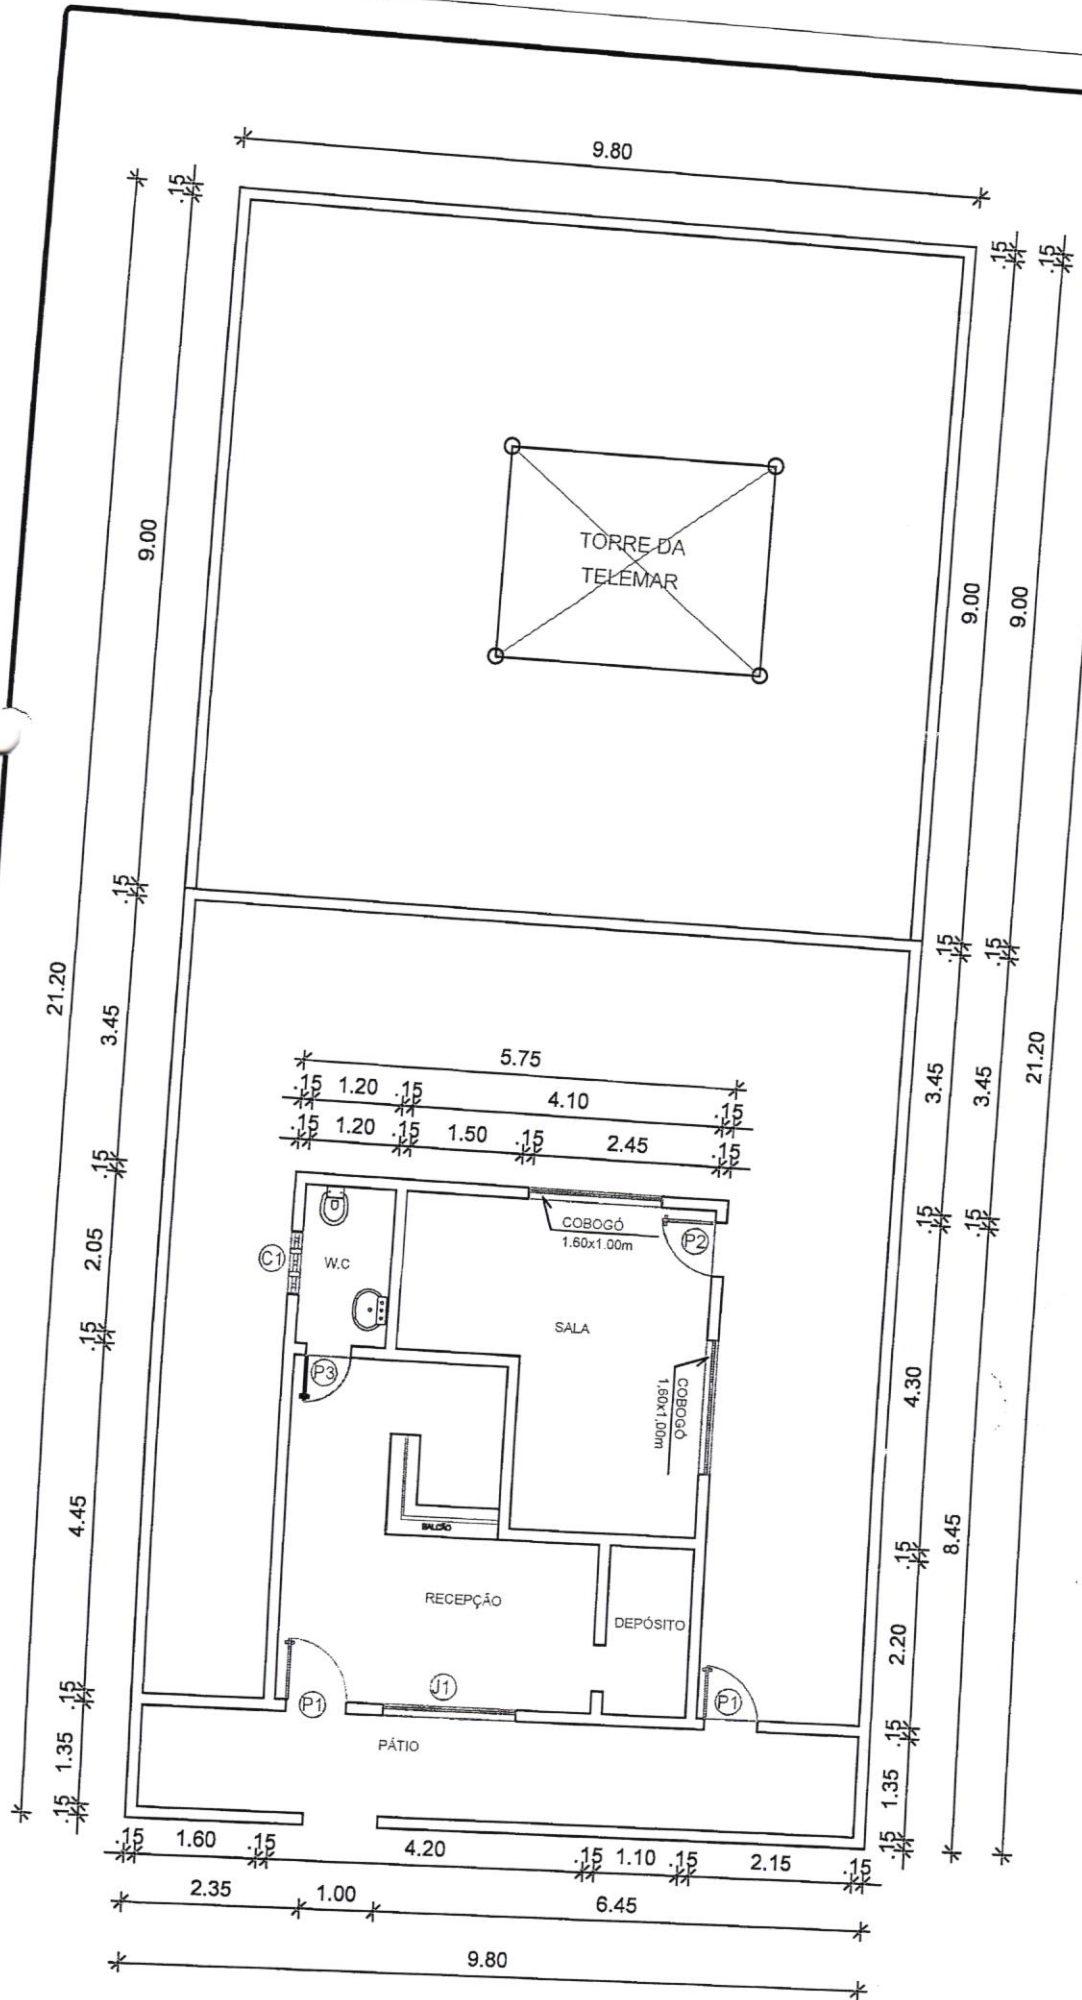 9.80
.15
.15
.15
9.00
TORRE DA
TELEMAR
9.00
9.00
.15
.15
.15
21.20
3.45
5.75
.15 1.20 .15 4.10 .15
.15 1.20 .15 1.50 .15 2.45 .15
3.45
3.45
21.20
.15
2.05
.15
C1
W.C
COBOGÓ
1.60x1.00m
P2
.15
.15
SALA
P3
COBOGÓ
1,60x1,00m
4.30
4.45
BALCÃO
8.45
.15
RECEPÇÃO
DEPÓSITO
2.20
J1
P1
P1
.15
1.35
.15
PÁTIO
.15
1.35
.15
.15 1.60 .15 4.20 .15 1.10 .15 2.15 .15
2.35 1.00 6.45
9.80